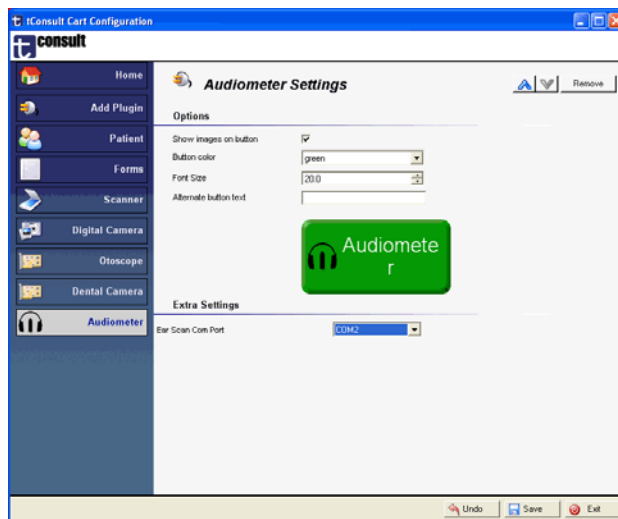 tConsult Cart Configuration
tconsult
Home
Add Plugin
Patient
Forms
Scanner
Digital Camera
Otoscope
Dental Camera
Audiometer
Audiometer Settings
Remove
Options
Show images on button
Button color
green
Font Size
20.0
Alternate button text
Audiomete
r
Extra Settings
Ear Scan Com Port
COM2
Undo
Save
Exit